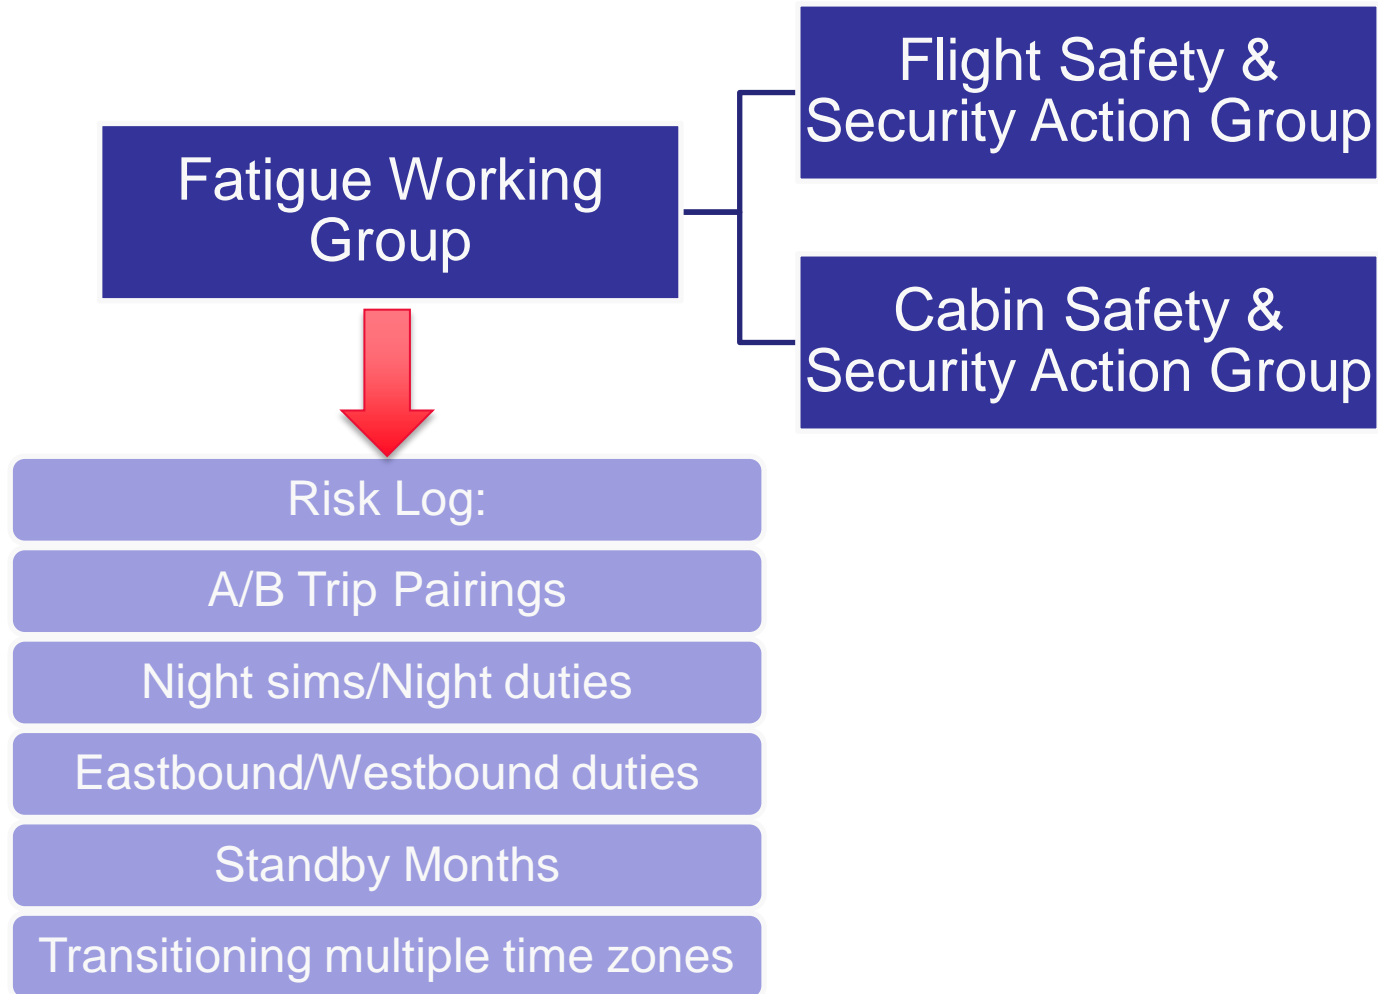 Fatigue Working
Group
Flight Safety &
Security Action Group
Cabin Safety &
Security Action Group
Risk Log:
A/B Trip Pairings
Night sims/Night duties
Eastbound/Westbound duties
Standby Months
Transitioning multiple time zones